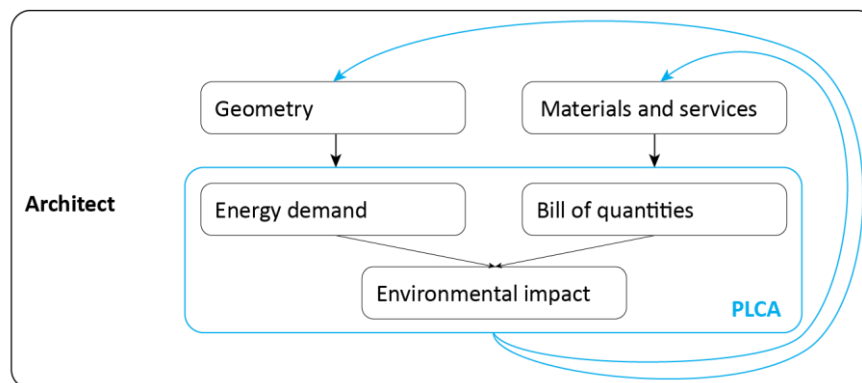 Geometry
Materials and services
Architect
Energy demand
Bill of quantities
Environmental impact
PLCA